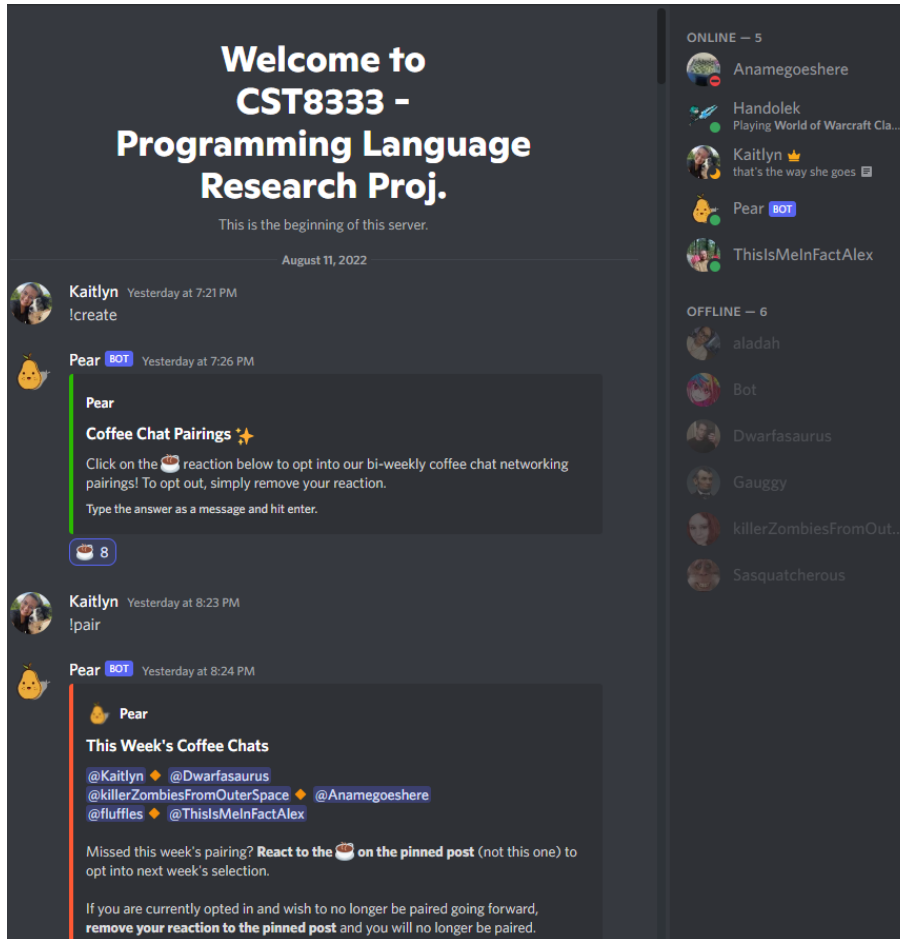 Welcome to
CST8333 -
Programming Language
Research Proj.
This is the beginning of this server.
August 11, 2022
Kaitlyn Yesterday at 7:21 PM
!create
Pear BOT Yesterday at 7:26 PM
Pear
Coffee Chat Pairings ✨
Click on the ☕ reaction below to opt into our bi-weekly coffee chat networking
pairings! To opt out, simply remove your reaction.
Type the answer as a message and hit enter.
☕ 8
Kaitlyn Yesterday at 8:23 PM
!pair
Pear BOT Yesterday at 8:24 PM
Pear
This Week's Coffee Chats
@Kaitlyn 🔸 @Dwarfasaurus
@killerZombiesFromOuterSpace 🔸 @Anamegoeshere
@fluffles 🔸 @ThisIsMeInFactAlex
Missed this week's pairing? React to the ☕ on the pinned post (not this one) to
opt into next week's selection.
If you are currently opted in and wish to no longer be paired going forward,
remove your reaction to the pinned post and you will no longer be paired.
ONLINE — 5
Anamegoeshere
Handolek
Playing World of Warcraft Cla...
Kaitlyn
that's the way she goes
Pear BOT
ThisIsMeInFactAlex
OFFLINE — 6
aladah
Bot
Dwarfasaurus
Gauggy
killerZombiesFromOut...
Sasquatcherous